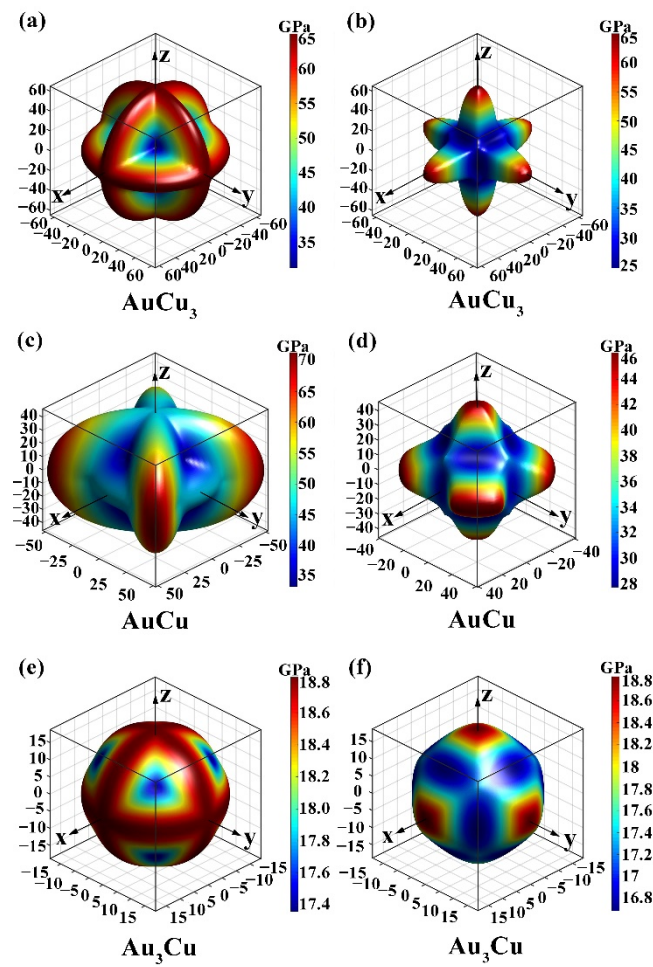 (a)
GPa
z
x
y
65
60
55
50
45
40
35
60
40
20
0
−20
−40
−60
−40 −20 0 20 40 60
60 40 20 0 −20 −40 −60
AuCu3
(b)
GPa
z
x
y
65
60
55
50
45
40
35
30
25
60
40
20
0
−20
−40
−60
−40 −20 0 20 40 60
60 40 20 0 −20 −40 −60
AuCu3
(c)
GPa
z
x
y
70
65
60
55
50
45
40
35
40
30
20
10
0
−10
−20
−30
−40
−50 −25 0 25 50
50 25 0 −25 −50
AuCu
(d)
GPa
z
x
y
46
44
42
40
38
36
34
32
30
28
40
30
20
10
0
−10
−20
−30
−40
−40 −20 0 20 40
40 20 0 −20 −40
AuCu
(e)
GPa
z
x
y
18.8
18.6
18.4
18.2
18.0
17.8
17.6
17.4
15
10
5
0
−5
−10
−15
−15 −10 −5 0 5 10 15
15 10 5 0 −5 −10 −15
Au3Cu
(f)
GPa
z
x
y
18.8
18.6
18.4
18.2
18
17.8
17.6
17.4
17.2
17
16.8
15
10
5
0
−5
−10
−15
−15 −10 −5 0 5 10 15
15 10 5 0 −5 −10 −15
Au3Cu